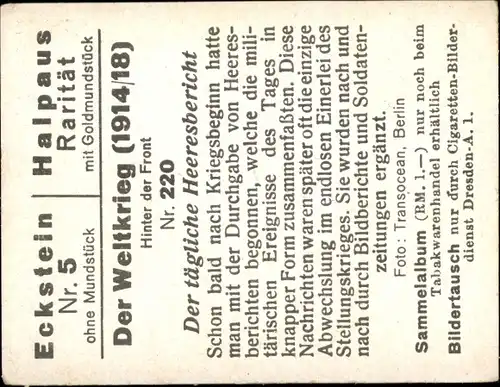 Eckstein | Halpaus
Nr. 5 | Rarität
ohne Mundstück | mit Goldmundstück
Der Weltkrieg (1914/18)
Hinter der Front
Nr. 220
Der tägliche Heeresbericht
Schon bald nach Kriegsbeginn hatte
man mit der Durchgabe von Heeres-
berichten begonnen, welche die mili-
tärischen Ereignisse des Tages in
knapper Form zusammenfaßten. Diese
Nachrichten waren später oft die einzige
Abwechslung im endlosen Einerlei des
Stellungskrieges. Sie wurden nach und
nach durch Bildberichte und Soldaten-
zeitungen ergänzt.
Foto: Transocean, Berlin
Sammelalbum (RM. 1.—) nur noch beim
Tabakwarenhandel erhältlich
Bildertausch nur durch Cigaretten-Bilder-
dienst Dresden-A. 1.